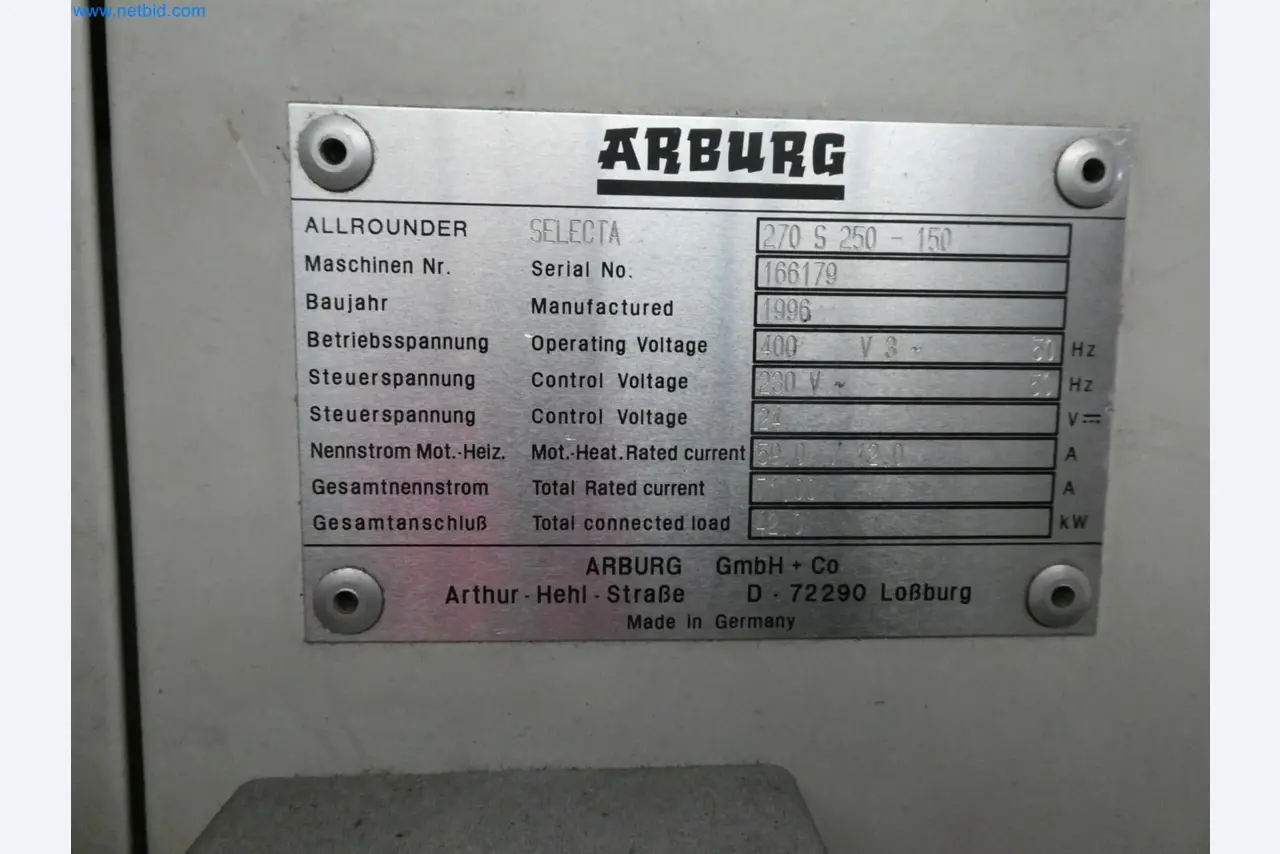 www.netbid.com
ARBURG
ALLROUNDER SELECTA 270 S 250 - 150
Maschinen Nr. Serial No. 166179
Baujahr Manufactured 1996
Betriebsspannung Operating Voltage 400 V 3 ~ 50 Hz
Steuerspannung Control Voltage 230 V ~ 50 Hz
Steuerspannung Control Voltage 24 V⎓
Nennstrom Mot.-Heiz. Mot.-Heat. Rated current / A
Gesamtnennstrom Total Rated current A
Gesamtanschluß Total connected load kW
ARBURG GmbH + Co
Arthur - Hehl - Straße D - 72290 Loßburg
Made in Germany